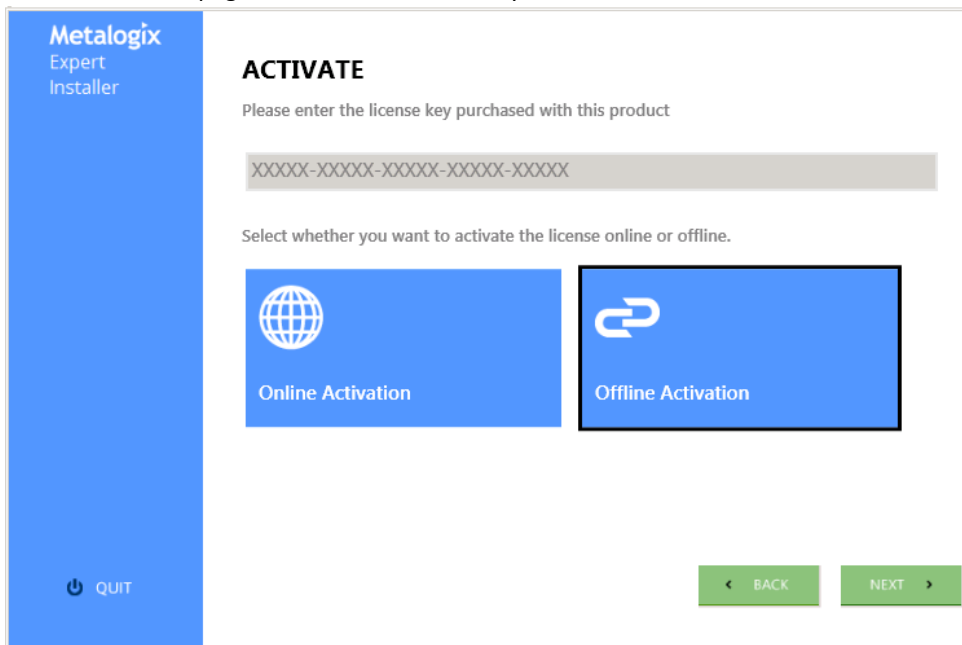 Metalogix
Expert
Installer
ACTIVATE
Please enter the license key purchased with this product
XXXXX-XXXXX-XXXXX-XXXXX-XXXXX
Select whether you want to activate the license online or offline.
Online Activation
Offline Activation
QUIT
BACK
NEXT